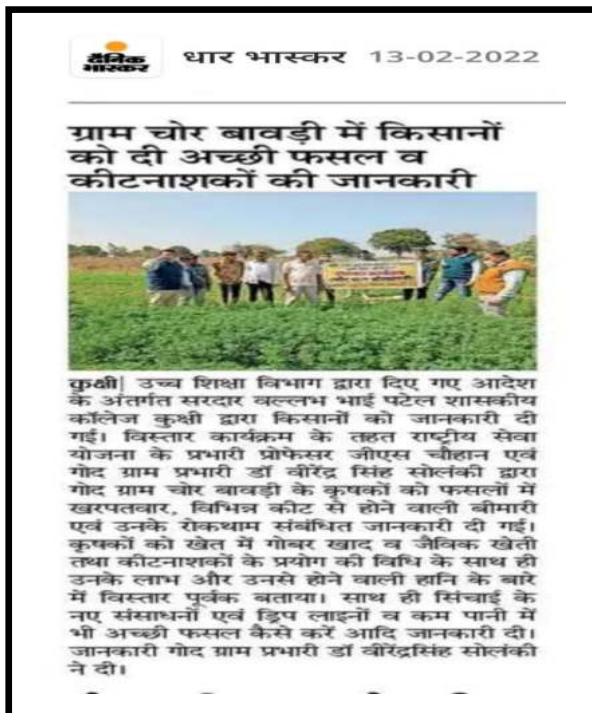 दैनिक
भास्कर
धार भास्कर 13-02-2022
ग्राम चोर बावड़ी में किसानों
को दी अच्छी फसल व
कीटनाशकों की जानकारी
कुक्षी| उच्च शिक्षा विभाग द्वारा दिए गए आदेश
के अंतर्गत सरदार वल्लभ भाई पटेल शासकीय
कॉलेज कुक्षी द्वारा किसानों को जानकारी दी
गई। विस्तार कार्यक्रम के तहत राष्ट्रीय सेवा
योजना के प्रभारी प्रोफेसर जीएस चौहान एवं
गोद ग्राम प्रभारी डॉ वीरेंद्र सिंह सोलंकी द्वारा
गोद ग्राम चोर बावड़ी के कृषकों को फसलों में
खरपतवार, विभिन्न कीट से होने वाली बीमारी
एवं उनके रोकथाम संबंधित जानकारी दी गई।
कृषकों को खेत में गोबर खाद व जैविक खेती
तथा कीटनाशकों के प्रयोग की विधि के साथ ही
उनके लाभ और उनसे होने वाली हानि के बारे
में विस्तार पूर्वक बताया। साथ ही सिंचाई के
नए संसाधनों एवं ड्रिप लाइनों व कम पानी में
भी अच्छी फसल कैसे करें आदि जानकारी दी।
जानकारी गोद ग्राम प्रभारी डॉ वीरेंद्रसिंह सोलंकी
ने दी।